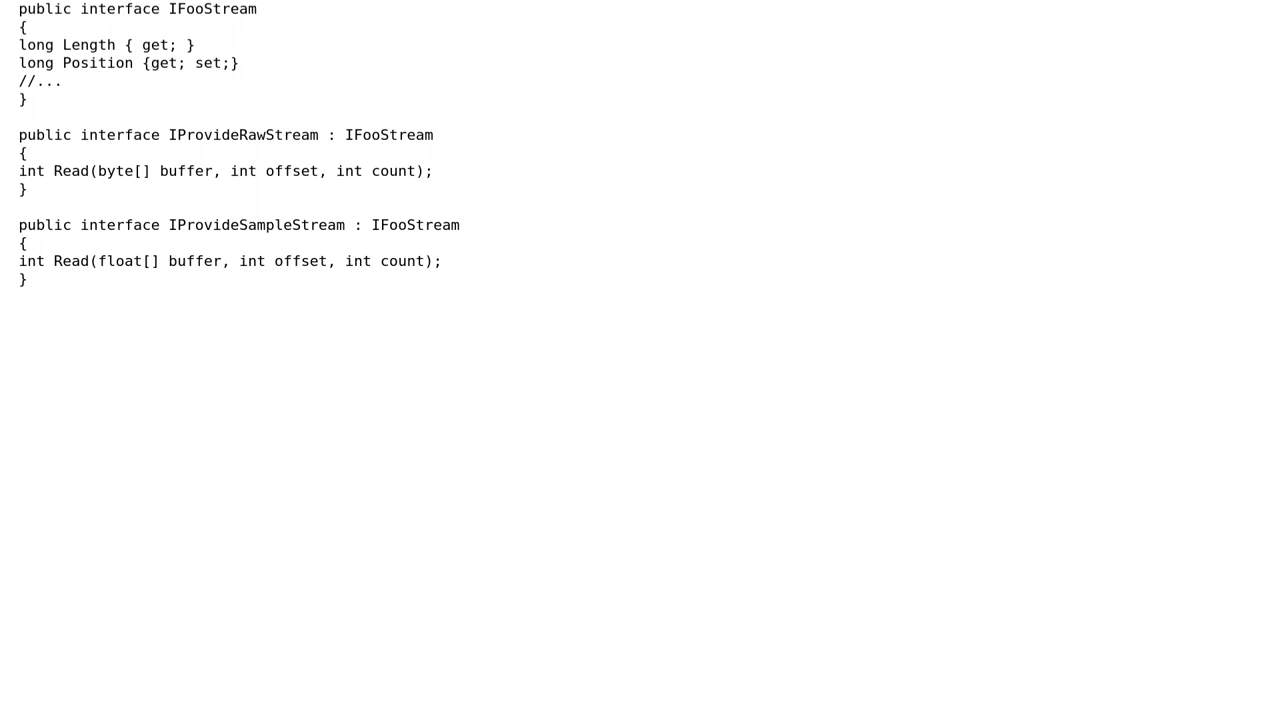 public interface IFooStream
{
long Length { get; }
long Position {get; set;}
//...
}
public interface IProvideRawStream : IFooStream
{
int Read(byte[] buffer, int offset, int count);
}
public interface IProvideSampleStream : IFooStream
{
int Read(float[] buffer, int offset, int count);
}